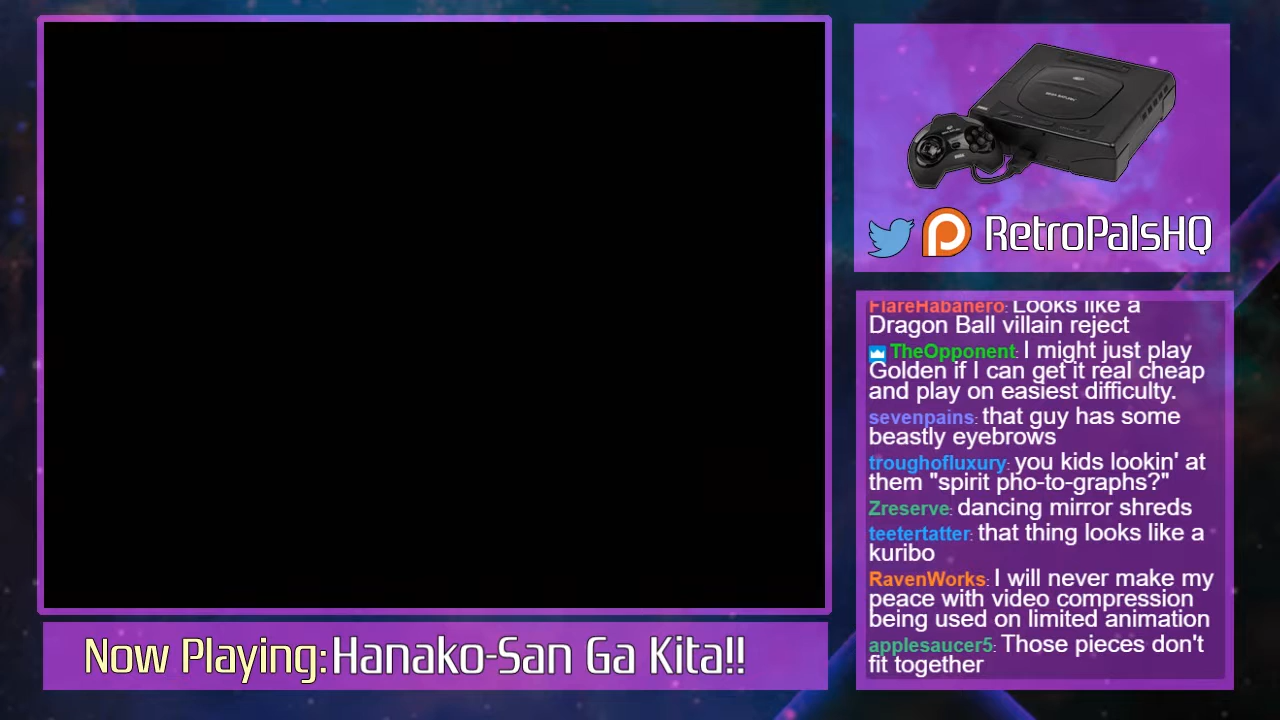 RetroPalsHQ
FlareHabanero: Looks like a
Dragon Ball villain reject
TheOpponent: I might just play
Golden if I can get it real cheap
and play on easiest difficulty.
sevenpains: that guy has some
beastly eyebrows
troughofluxury: you kids lookin' at
them "spirit pho-to-graphs?"
Zreserve: dancing mirror shreds
teetertatter: that thing looks like a
kuribo
RavenWorks: I will never make my
peace with video compression
being used on limited animation
applesaucer5: Those pieces don't
fit together
Now Playing: Hanako-San Ga Kita!!